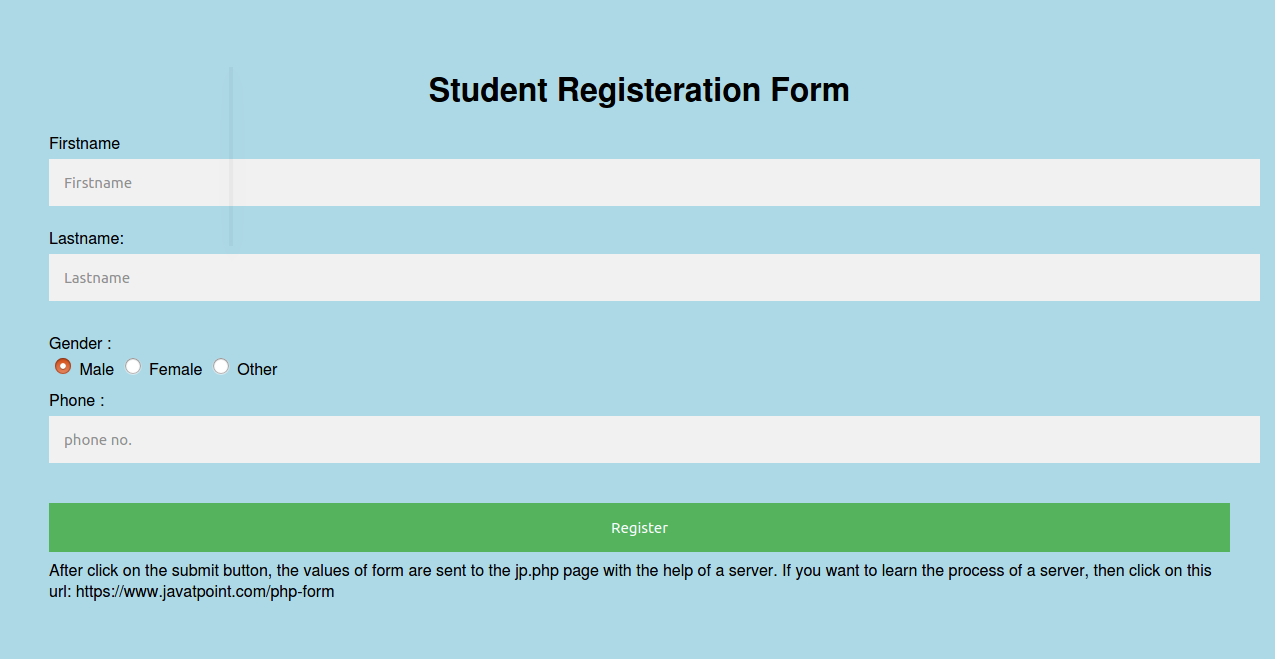 Student Registeration Form
Firstname
Firstname
Lastname:
Lastname
Gender :
Male Female Other
Phone :
phone no.
Register
After click on the submit button, the values of form are sent to the jp.php page with the help of a server. If you want to learn the process of a server, then click on this
url: https://www.javatpoint.com/php-form